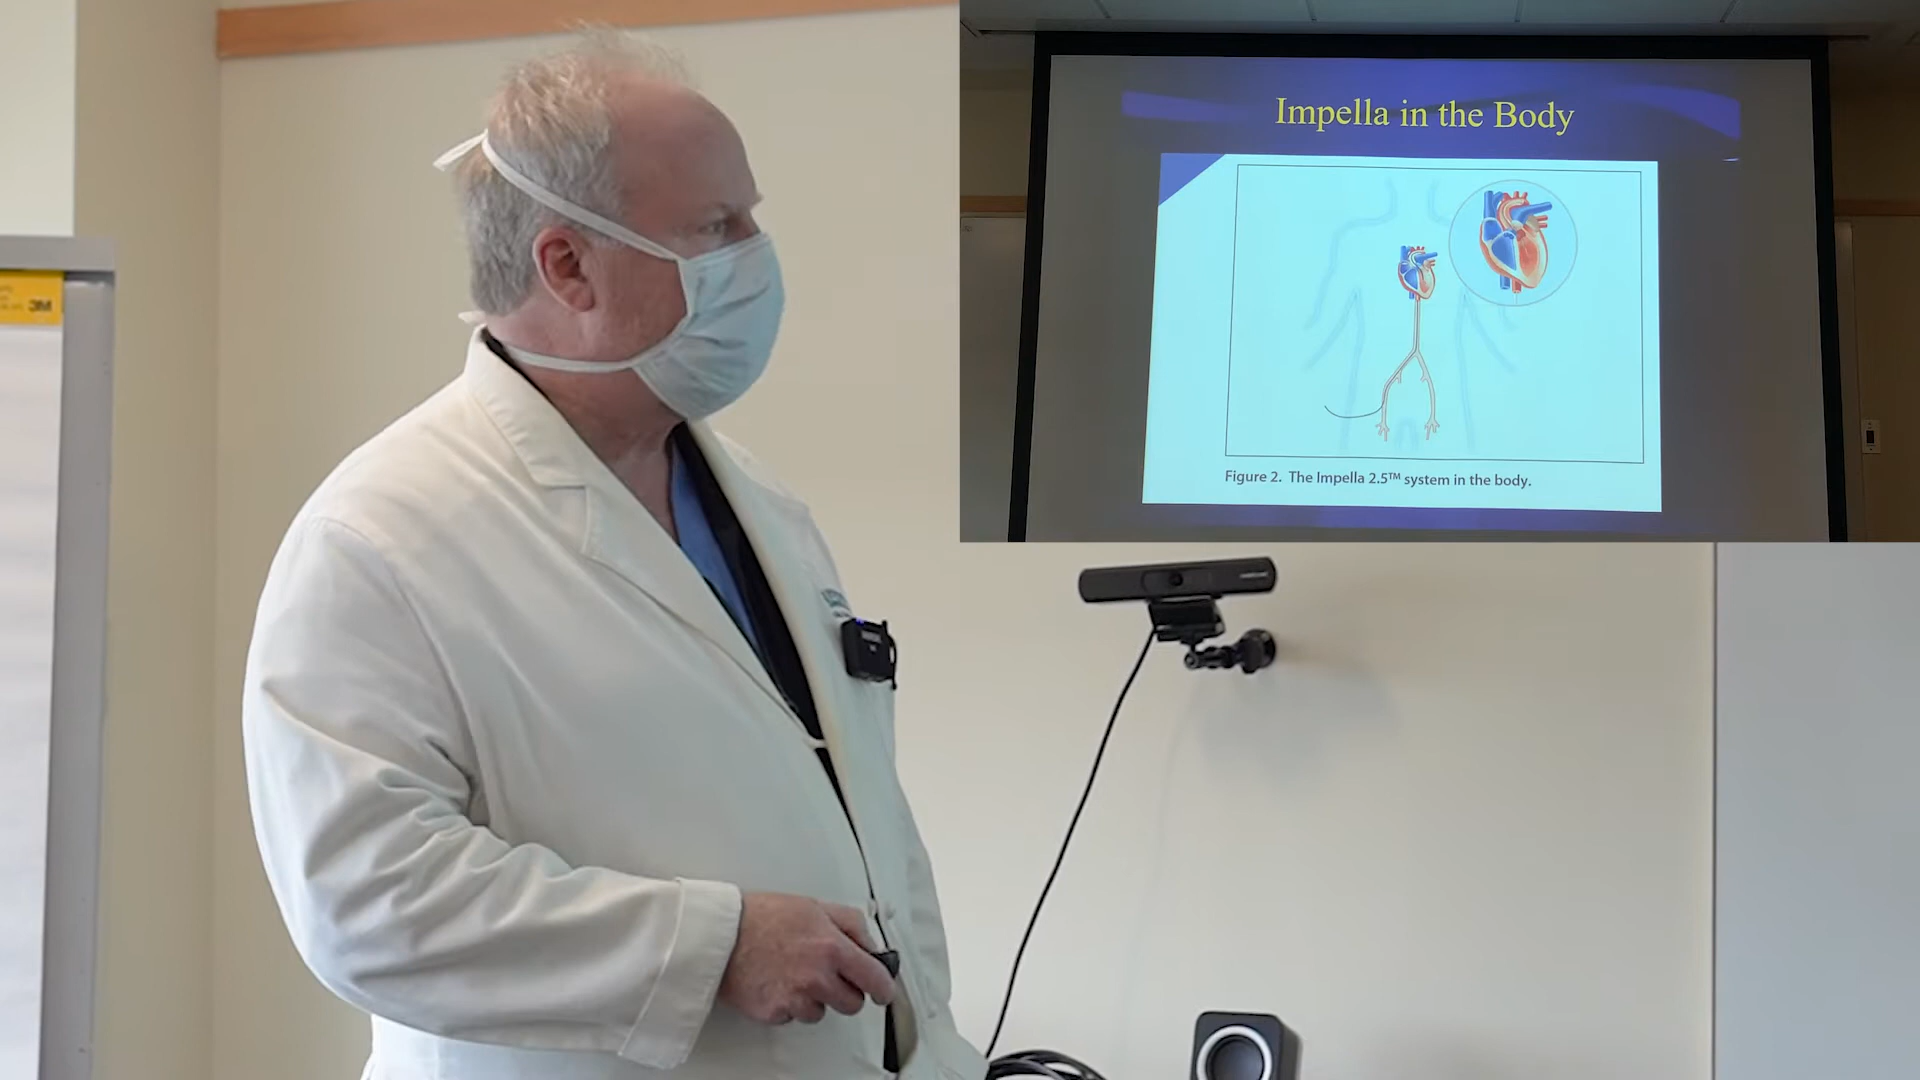 3M
Impella in the Body
Figure 2. The Impella 2.5™ system in the body.